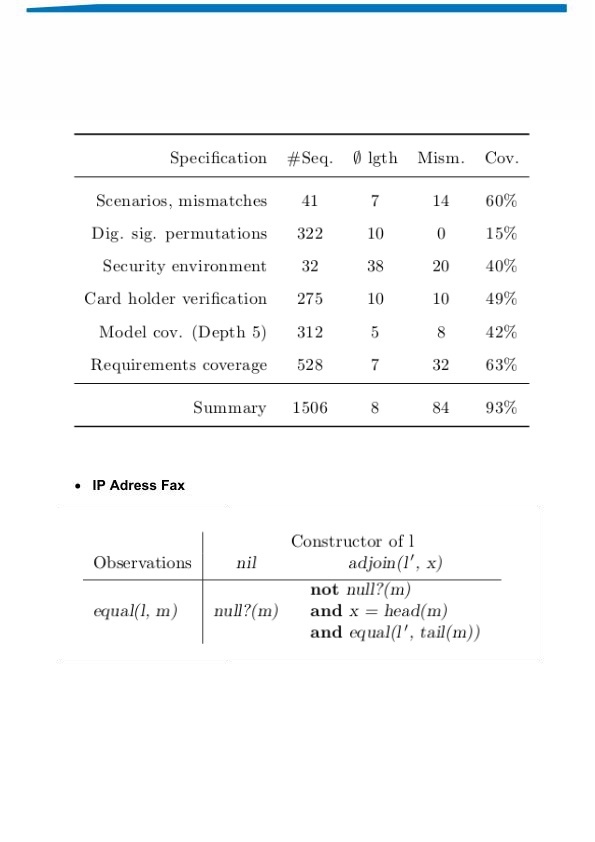 Specification #Seq. ∅ lgth Mism. Cov.
Scenarios, mismatches 41 7 14 60%
Dig. sig. permutations 322 10 0 15%
Security environment 32 38 20 40%
Card holder verification 275 10 10 49%
Model cov. (Depth 5) 312 5 8 42%
Requirements coverage 528 7 32 63%
Summary 1506 8 84 93%
• IP Adress Fax
Constructor of l
Observations nil adjoin(l′, x)
not null?(m)
equal(l, m) null?(m) and x = head(m)
and equal(l′, tail(m))